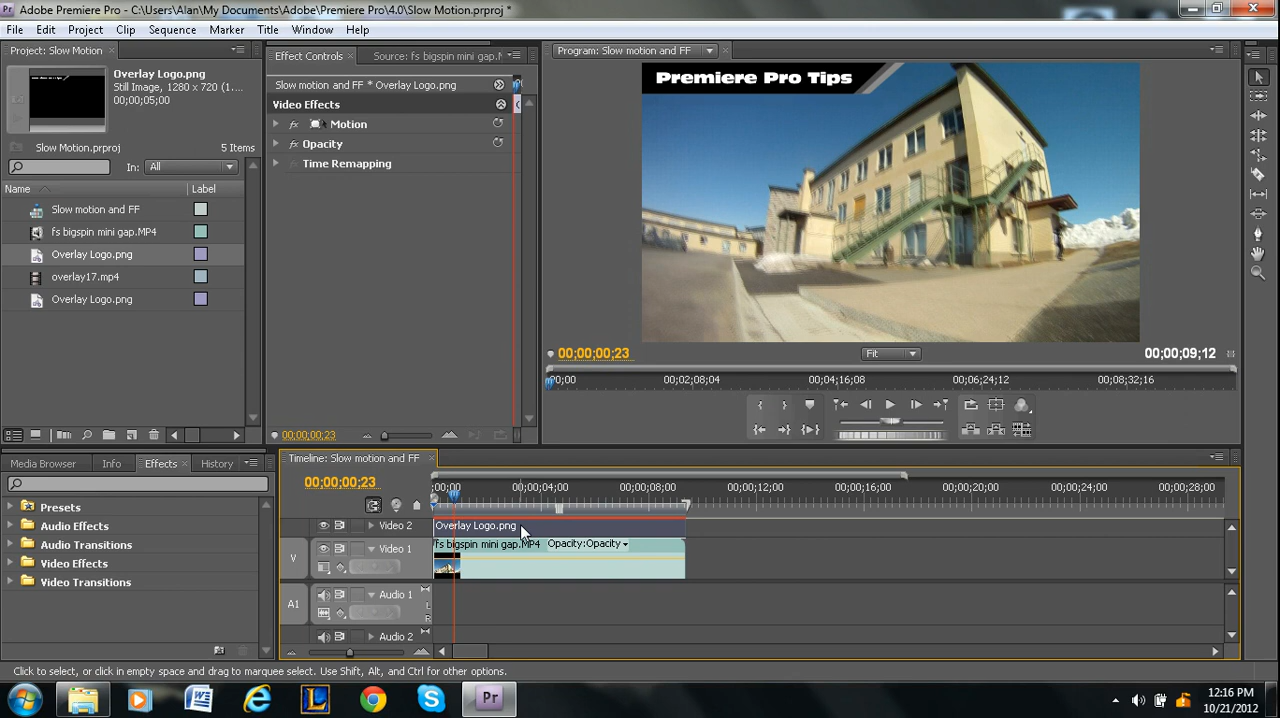 Adobe Premiere Pro - C:\Users\Alan\My Documents\Adobe\Premiere Pro\4.0\Slow Motion.prproj *
File Edit Project Clip Sequence Marker Title Window Help
Project: Slow Motion
Overlay Logo.png
Still Image, 1280 x 720 (1....
00;00;05;00
Slow Motion.prproj
5 Items
In: All
Name Label
Slow motion and FF
fs bigspin mini gap.MP4
Overlay Logo.png
overlay17.mp4
Overlay Logo.png
Effect Controls
Source: fs bigspin mini gap.M
Slow motion and FF * Overlay Logo.png
Video Effects
fx Motion
fx Opacity
fx Time Remapping
00;00;00;23
Program: Slow motion and FF
Premiere Pro Tips
00;00;00;23
Fit
00;00;09;12
00;00 00;02;08;04 00;04;16;08 00;06;24;12 00;08;32;16
Media Browser Info Effects History
Presets
Audio Effects
Audio Transitions
Video Effects
Video Transitions
Timeline: Slow motion and FF
00;00;00;23
;00;00 00;00;04;00 00;00;08;00 00;00;12;00 00;00;16;00 00;00;20;00 00;00;24;00 00;00;28;00
Video 2
Overlay Logo.png
V
Video 1
fs bigspin mini gap.MP4 Opacity:Opacity
A1
Audio 1
L
R
Audio 2
Click to select, or click in empty space and drag to marquee select. Use Shift, Alt, and Ctrl for other options.
12:16 PM
10/21/2012